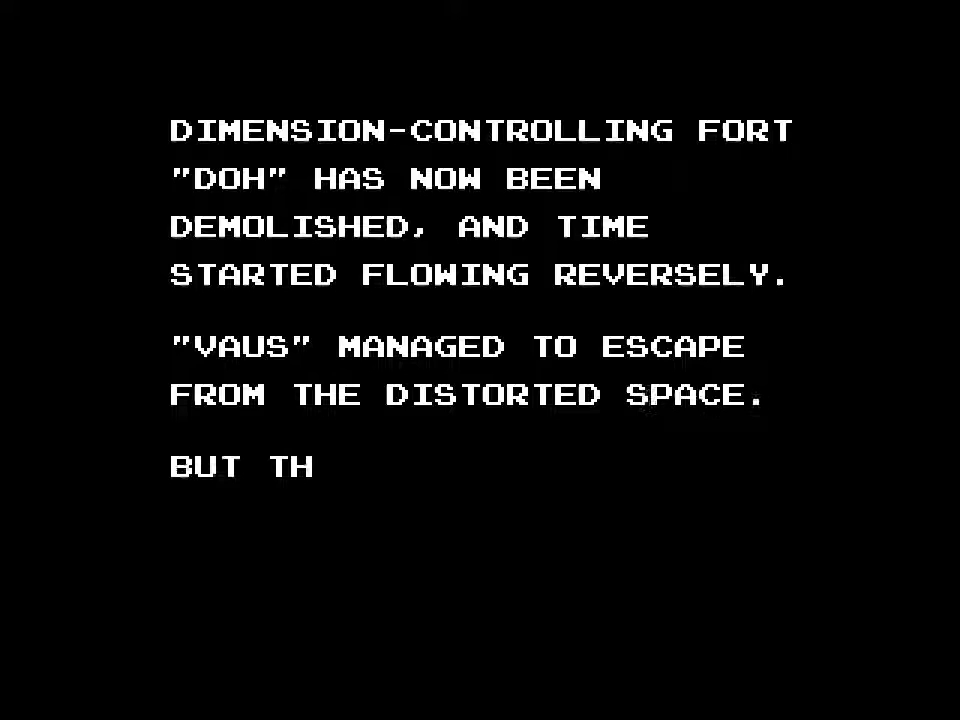 DIMENSION-CONTROLLING FORT
"DOH" HAS NOW BEEN
DEMOLISHED, AND TIME
STARTED FLOWING REVERSELY.
"VAUS" MANAGED TO ESCAPE
FROM THE DISTORTED SPACE.
BUT TH